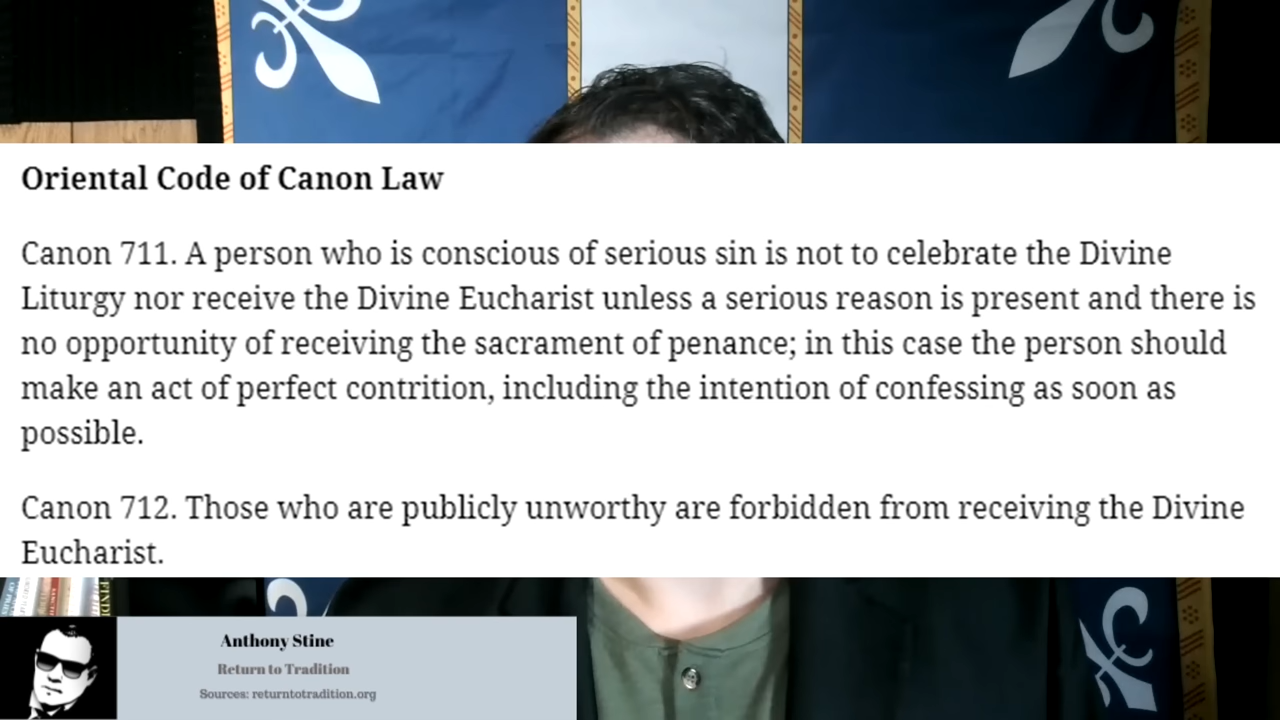 Oriental Code of Canon Law
Canon 711. A person who is conscious of serious sin is not to celebrate the Divine
Liturgy nor receive the Divine Eucharist unless a serious reason is present and there is
no opportunity of receiving the sacrament of penance; in this case the person should
make an act of perfect contrition, including the intention of confessing as soon as
possible.
Canon 712. Those who are publicly unworthy are forbidden from receiving the Divine
Eucharist.
Anthony Stine
Return to Tradition
Sources: returntotradition.org